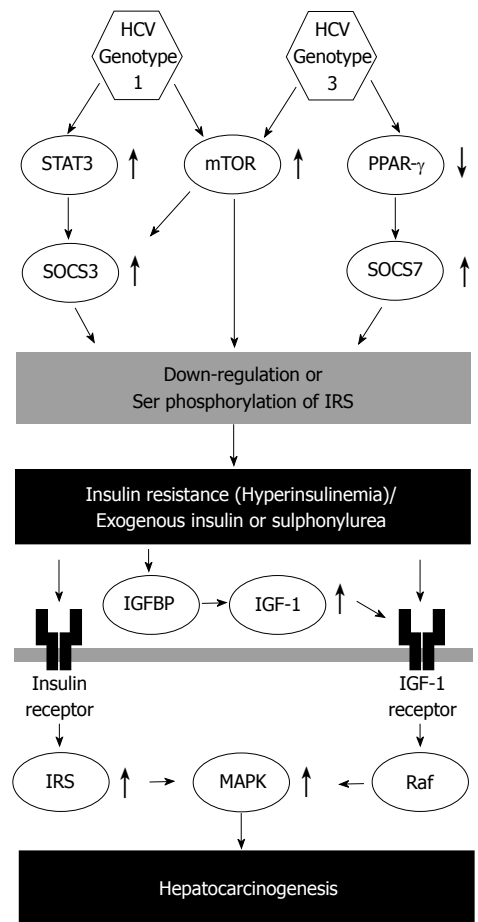 HCV
Genotype
1
HCV
Genotype
3
STAT3
mTOR
PPAR-γ
SOCS3
SOCS7
Down-regulation or
Ser phosphorylation of IRS
Insulin resistance (Hyperinsulinemia)/
Exogenous insulin or sulphonylurea
IGFBP
IGF-1
Insulin
receptor
IGF-1
receptor
IRS
MAPK
Raf
Hepatocarcinogenesis